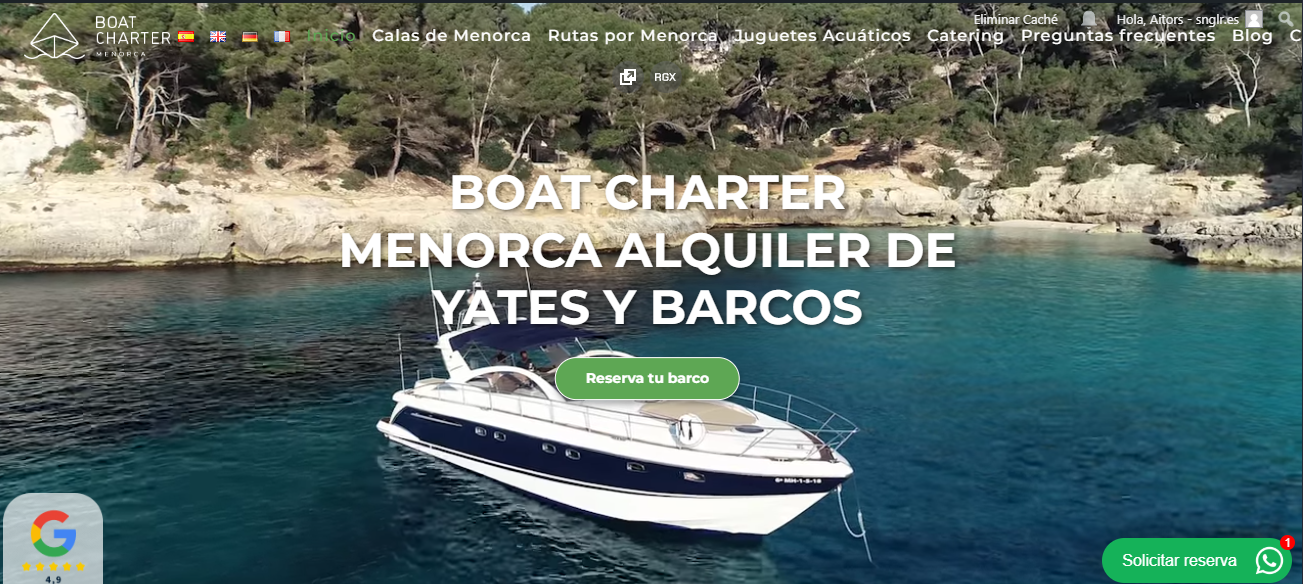 Eliminar Caché
Hola, Aitors - snglr.es
BOAT
CHARTER
MENORCA
Inicio
Calas de Menorca
Rutas por Menorca
Juguetes Acuáticos
Catering
Preguntas frecuentes
Blog
C
RGX
BOAT CHARTER
MENORCA ALQUILER DE
YATES Y BARCOS
Reserva tu barco
4,9
Solicitar reserva
1